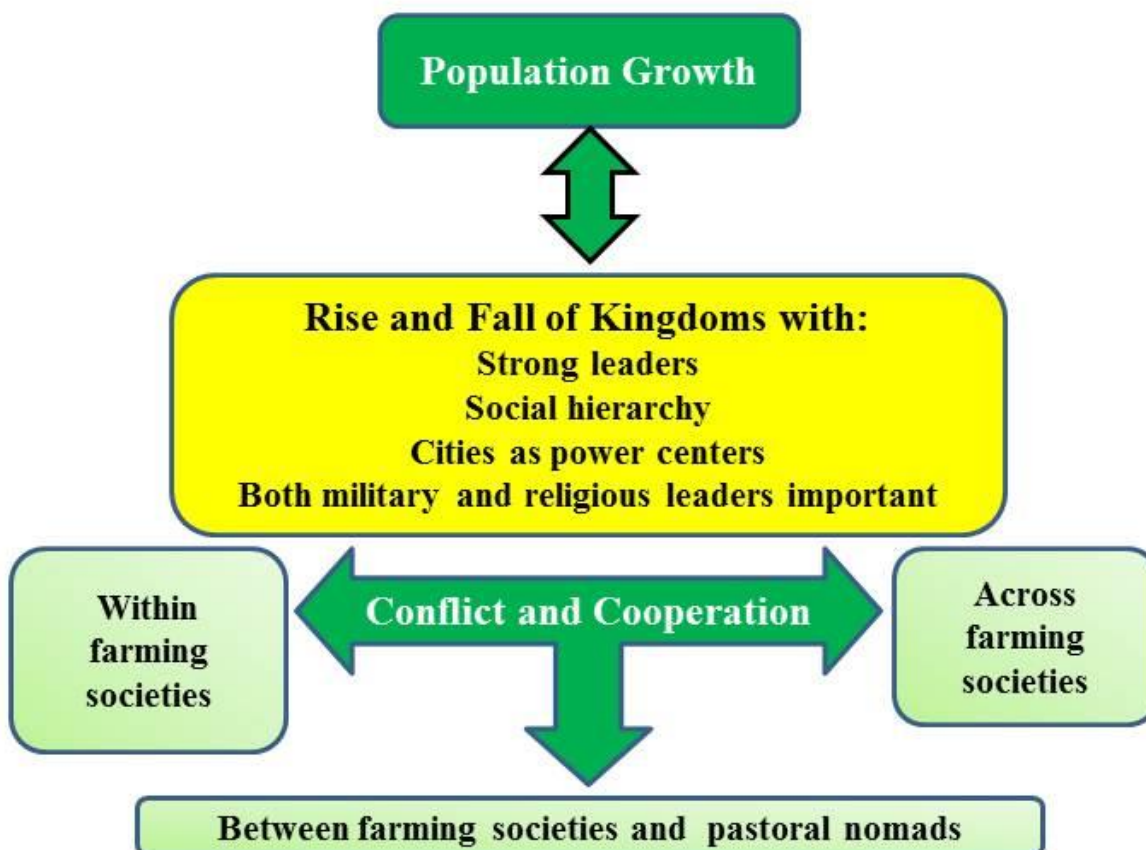 Population Growth
Rise and Fall of Kingdoms with:
Strong leaders
Social hierarchy
Cities as power centers
Both military and religious leaders important
Within
farming
societies
Conflict and Cooperation
Across
farming
societies
Between farming societies and pastoral nomads